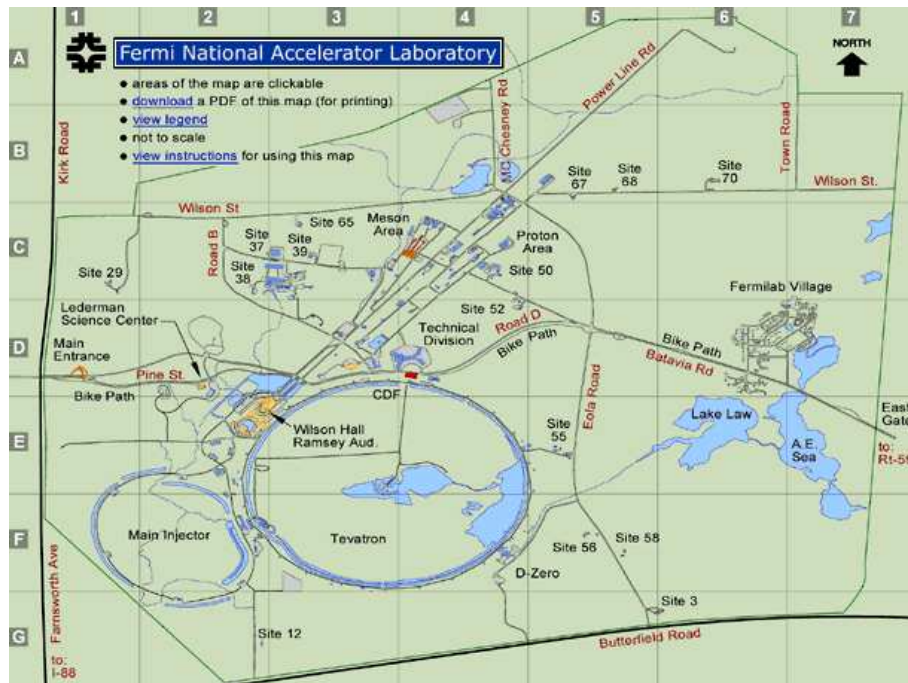 1 2 3 4 5 6 7
A
B
C
D
E
F
G
Fermi National Accelerator Laboratory
• areas of the map are clickable
• download a PDF of this map (for printing)
• view legend
• not to scale
• view instructions for using this map
NORTH
Kirk Road
MC Chesney Rd
Power Line Rd
Town Road
Site 67
Site 68
Site 70
Wilson St.
Wilson St
Site 65
Meson Area
Site 37
Site 39
Road B
Proton Area
Site 29
Site 38
Site 50
Site 52
Fermilab Village
Lederman Science Center
Technical Division
Road D
Bike Path
Bike Path
Batavia Rd
Main Entrance
Pine St.
Bike Path
CDF
Wilson Hall
Ramsey Aud.
Eola Road
Lake Law
East Gate
to:
A.E. Sea
Site 55
Main Injector
Tevatron
Site 56
Site 58
D-Zero
Farnsworth Ave
to:
I-88
Site 12
Site 3
Butterfield Road